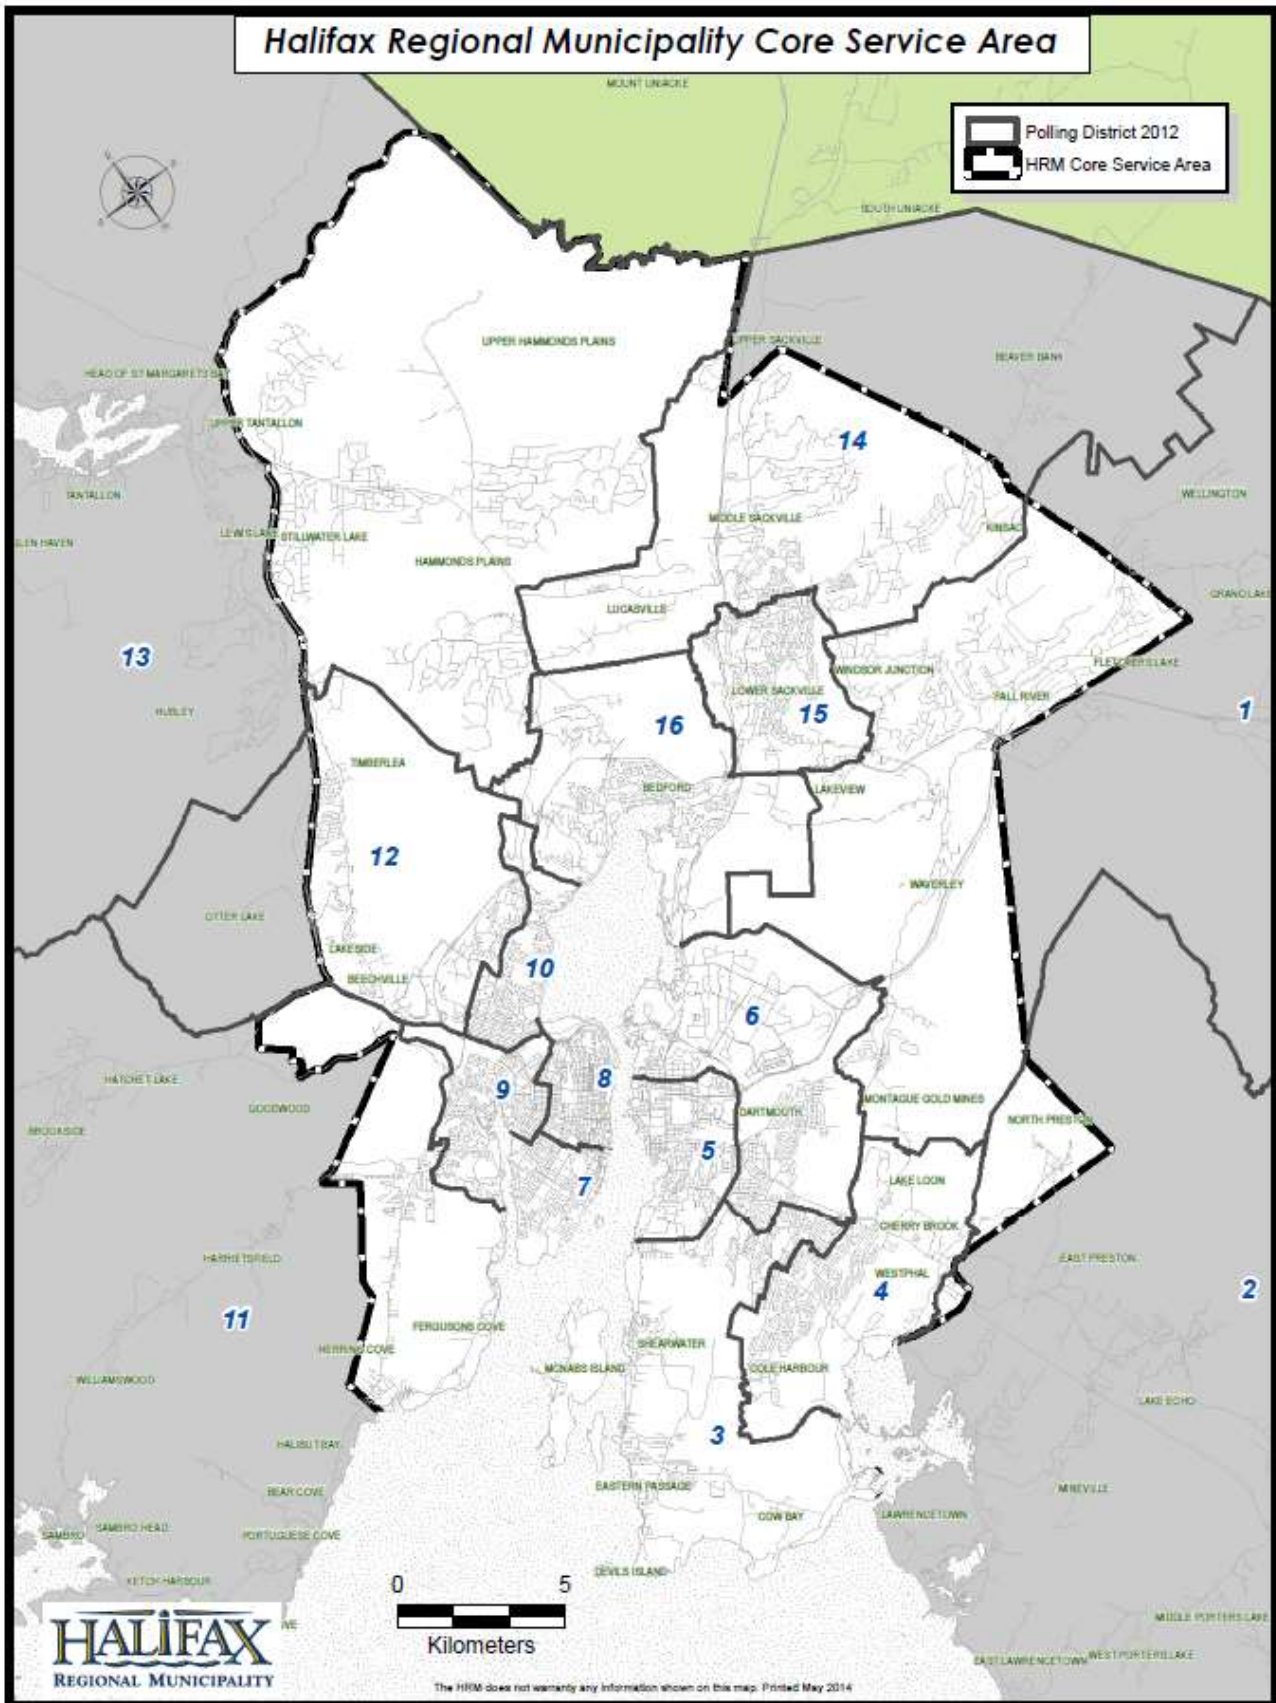 Halifax Regional Municipality Core Service Area
MOUNT UNIACKE
Polling District 2012
HRM Core Service Area
SOUTH UNIACKE
UPPER HAMMONDS PLAINS
UPPER SACKVILLE
BEAVER BANK
HEAD OF ST MARGARETS BAY
UPPER TANTALLON
14
TANTALLON
WELLINGTON
MIDDLE SACKVILLE
KINSAC
LEWIS LAKE
STILLWATER LAKE
GLEN HAVEN
HAMMONDS PLAINS
GRAND LAKE
LUCASVILLE
13
FLETCHERS LAKE
WINDSOR JUNCTION
LOWER SACKVILLE
FALL RIVER
HUBLEY
16
15
1
TIMBERLEA
BEDFORD
LAKEVIEW
12
WAVERLEY
OTTER LAKE
LAKESIDE
BEECHVILLE
10
6
HATCHET LAKE
8
9
GOODWOOD
DARTMOUTH
MONTAGUE GOLD MINES
NORTH PRESTON
BROOKSIDE
5
7
LAKE LOON
CHERRY BROOK
HARRIETSFIELD
EAST PRESTON
WESTPHAL
4
2
11
FERGUSONS COVE
SHEARWATER
HERRING COVE
MCNABS ISLAND
COLE HARBOUR
WILLIAMSWOOD
LAKE ECHO
3
HALIBUT BAY
EASTERN PASSAGE
MINEVILLE
BEAR COVE
COW BAY
LAWRENCETOWN
SAMBRO
SAMBRO HEAD
PORTUGUESE COVE
DEVILS ISLAND
KETCH HARBOUR
0 5
Kilometers
MIDDLE PORTERS LAKE
EAST LAWRENCETOWN
WEST PORTERS LAKE
HALIFAX
REGIONAL MUNICIPALITY
The HRM does not warranty any information shown on this map. Printed May 2014